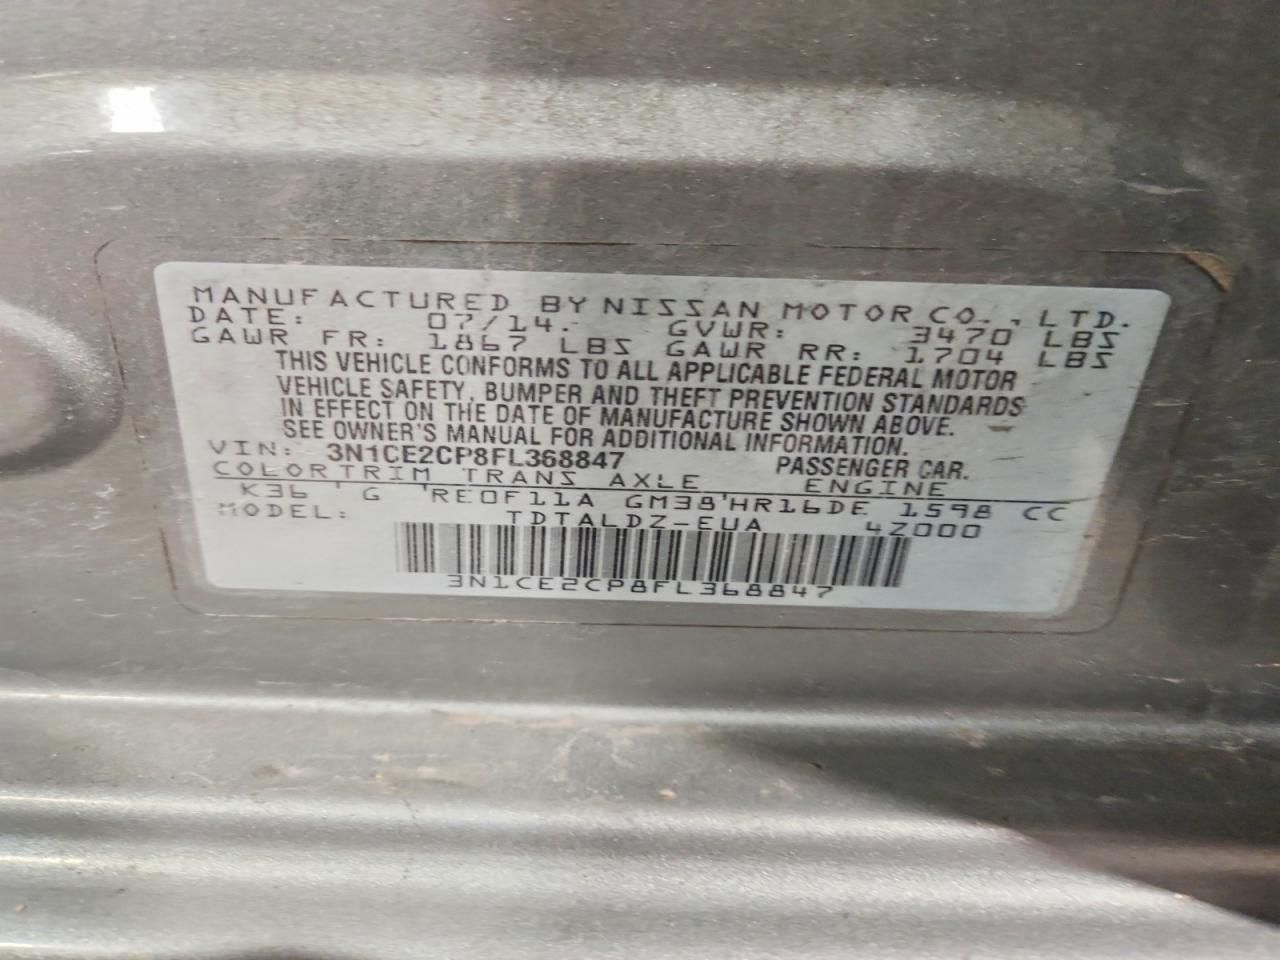 MANUFACTURED BY NISSAN MOTOR CO., LTD.
DATE: 07/14. GVWR: 3470 LBS
GAWR FR: 1867 LBS GAWR RR: 1704 LBS
THIS VEHICLE CONFORMS TO ALL APPLICABLE FEDERAL MOTOR
VEHICLE SAFETY, BUMPER AND THEFT PREVENTION STANDARDS
IN EFFECT ON THE DATE OF MANUFACTURE SHOWN ABOVE.
SEE OWNER'S MANUAL FOR ADDITIONAL INFORMATION.
VIN: 3N1CE2CP8FL368847 PASSENGER CAR.
COLOR TRIM TRANS AXLE ENGINE
K36 ' G 'RE0F11A GM38'HR16DE 1598 CC
MODEL: TDTALDZ-EUA 4Z000
3N1CE2CP8FL368847